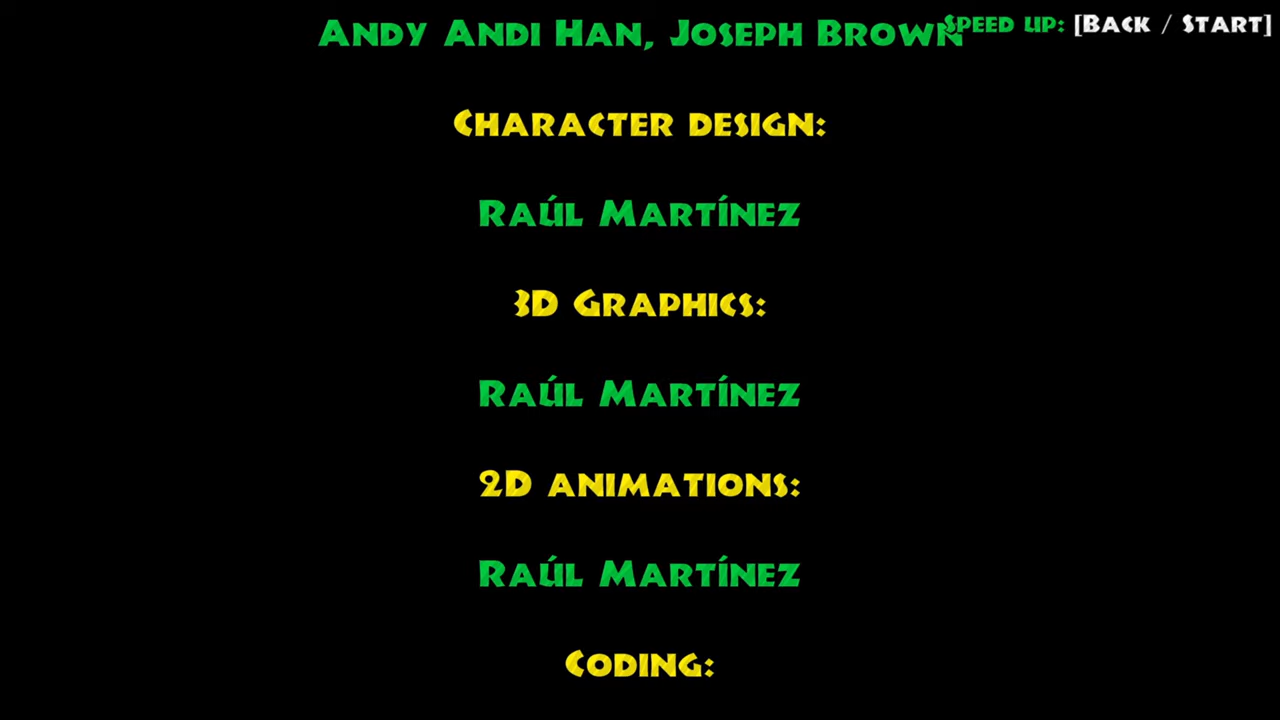 Andy Andi Han, Joseph Brown
Speed up: [Back / Start]
Character design:
Raúl Martínez
3D Graphics:
Raúl Martínez
2D animations:
Raúl Martínez
Coding: